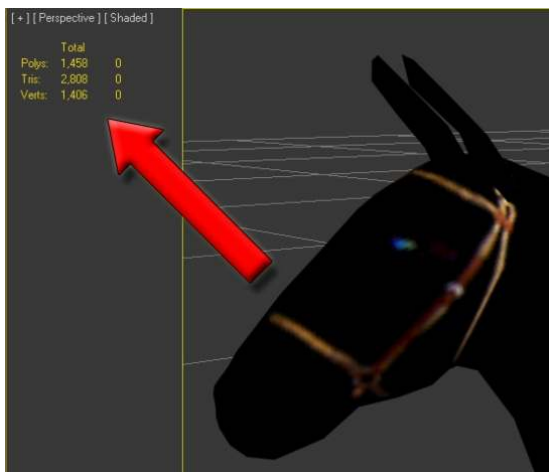 [ + ] [ Perspective ] [ Shaded ]
Total
Polys: 1,458 0
Tris: 2,808 0
Verts: 1,406 0